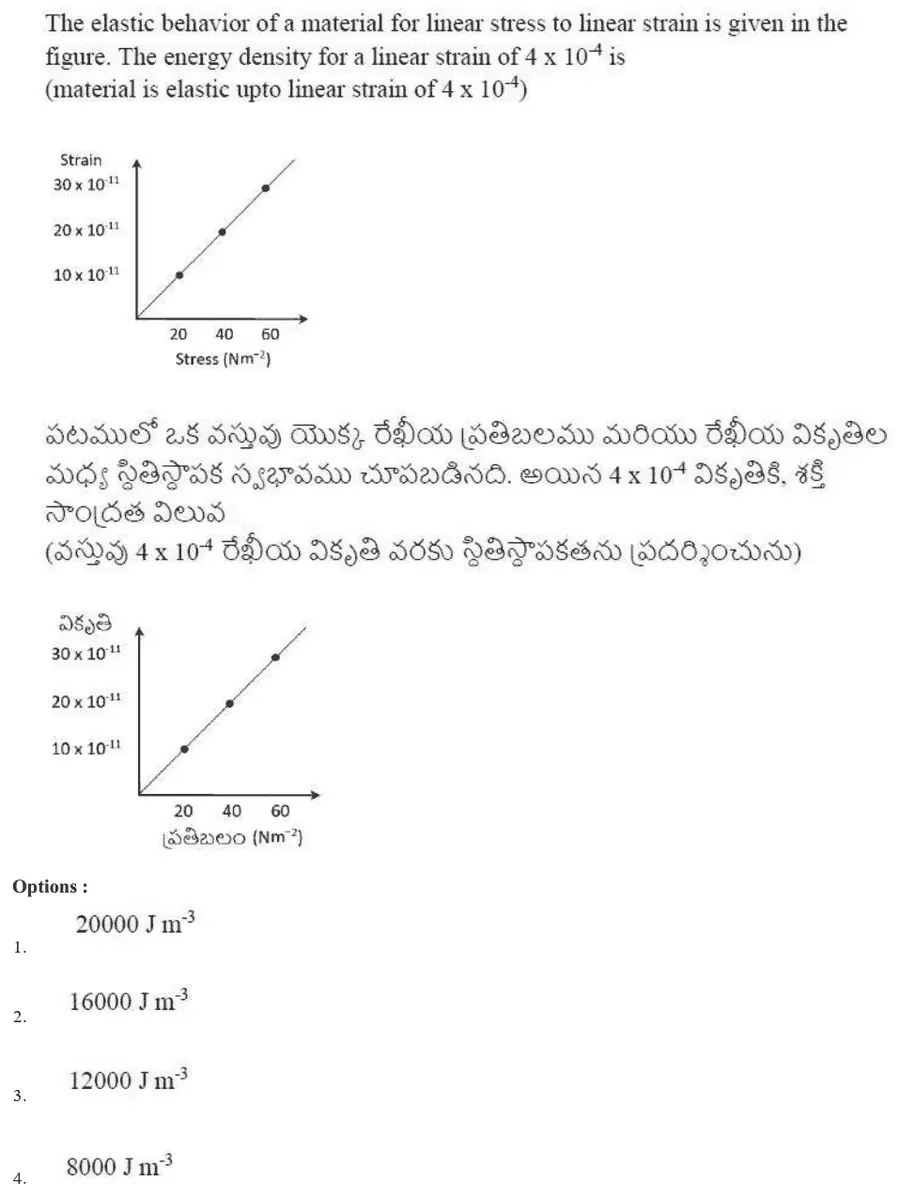 The elastic behavior of a material for linear stress to linear strain is given in the
figure. The energy density for a linear strain of 4 x 10⁻⁴ is
(material is elastic upto linear strain of 4 x 10⁻⁴)
Strain
30 x 10⁻¹¹
20 x 10⁻¹¹
10 x 10⁻¹¹
20 40 60
Stress (Nm⁻²)
పటములో ఒక వస్తువు యొక్క రేఖీయ ప్రతిబలము మరియు రేఖీయ వికృతిల
మధ్య స్థితిస్థాపక స్వభావము చూపబడినది. అయిన 4 x 10⁻⁴ వికృతికి, శక్తి
సాంద్రత విలువ
(వస్తువు 4 x 10⁻⁴ రేఖీయ వికృతి వరకు స్థితిస్థాపకతను ప్రదర్శించును)
వికృతి
30 x 10⁻¹¹
20 x 10⁻¹¹
10 x 10⁻¹¹
20 40 60
ప్రతిబలం (Nm⁻²)
Options :
1. 20000 J m⁻³
2. 16000 J m⁻³
3. 12000 J m⁻³
4. 8000 J m⁻³